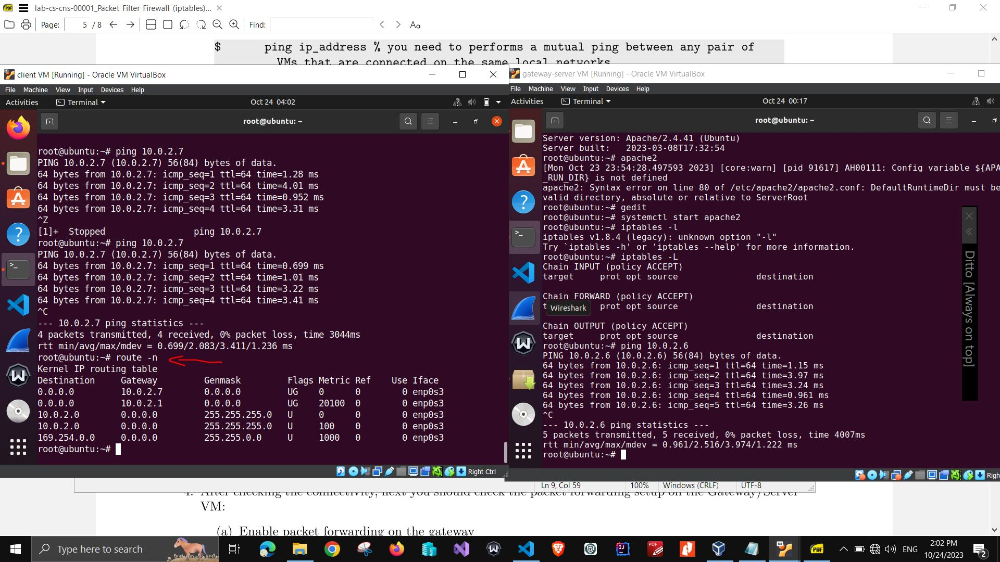 lab-cs-cns-00001_Packet Filter Firewall (iptables)...
Page: 5 / 8 Find: Aa
$ ping ip_address % you need to performs a mutual ping between any pair of
VMs that are connected on the same local networks
client VM [Running] - Oracle VM VirtualBox
File Machine View Input Devices Help
Activities Terminal Oct 24 04:02
root@ubuntu: ~
root@ubuntu:~# ping 10.0.2.7
PING 10.0.2.7 (10.0.2.7) 56(84) bytes of data.
64 bytes from 10.0.2.7: icmp_seq=1 ttl=64 time=1.28 ms
64 bytes from 10.0.2.7: icmp_seq=2 ttl=64 time=4.01 ms
64 bytes from 10.0.2.7: icmp_seq=3 ttl=64 time=0.952 ms
64 bytes from 10.0.2.7: icmp_seq=4 ttl=64 time=3.31 ms
^Z
[1]+  Stopped                 ping 10.0.2.7
root@ubuntu:~# ping 10.0.2.7
PING 10.0.2.7 (10.0.2.7) 56(84) bytes of data.
64 bytes from 10.0.2.7: icmp_seq=1 ttl=64 time=0.699 ms
64 bytes from 10.0.2.7: icmp_seq=2 ttl=64 time=1.01 ms
64 bytes from 10.0.2.7: icmp_seq=3 ttl=64 time=3.22 ms
64 bytes from 10.0.2.7: icmp_seq=4 ttl=64 time=3.41 ms
^C
--- 10.0.2.7 ping statistics ---
4 packets transmitted, 4 received, 0% packet loss, time 3044ms
rtt min/avg/max/mdev = 0.699/2.083/3.411/1.236 ms
root@ubuntu:~# route -n
Kernel IP routing table
Destination     Gateway         Genmask         Flags Metric Ref    Use Iface
0.0.0.0         10.0.2.7        0.0.0.0         UG    0      0        0 enp0s3
0.0.0.0         10.0.2.1        0.0.0.0         UG    20100  0        0 enp0s3
10.0.2.0        0.0.0.0         255.255.255.0   U     0      0        0 enp0s3
10.0.2.0        0.0.0.0         255.255.255.0   U     100    0        0 enp0s3
169.254.0.0     0.0.0.0         255.255.0.0     U     1000   0        0 enp0s3
root@ubuntu:~#
Right Ctrl
gateway-server VM [Running] - Oracle VM VirtualBox
File Machine View Input Devices Help
Activities Terminal Oct 24 00:17
root@ubuntu: ~
Server version: Apache/2.4.41 (Ubuntu)
Server built:   2023-03-08T17:32:54
root@ubuntu:~# apache2
[Mon Oct 23 23:54:28.497593 2023] [core:warn] [pid 91617] AH00111: Config variable ${APA
_RUN_DIR} is not defined
apache2: Syntax error on line 80 of /etc/apache2/apache2.conf: DefaultRuntimeDir must be
valid directory, absolute or relative to ServerRoot
root@ubuntu:~# gedit
root@ubuntu:~# systemctl start apache2
root@ubuntu:~# iptables -l
iptables v1.8.4 (legacy): unknown option "-l"
Try `iptables -h' or 'iptables --help' for more information.
root@ubuntu:~# iptables -L
Chain INPUT (policy ACCEPT)
target     prot opt source               destination
Chain FORWARD (policy ACCEPT)
t Wireshark prot opt source               destination
Chain OUTPUT (policy ACCEPT)
target     prot opt source               destination
root@ubuntu:~# ping 10.0.2.6
PING 10.0.2.6 (10.0.2.6) 56(84) bytes of data.
64 bytes from 10.0.2.6: icmp_seq=1 ttl=64 time=1.15 ms
64 bytes from 10.0.2.6: icmp_seq=2 ttl=64 time=3.97 ms
64 bytes from 10.0.2.6: icmp_seq=3 ttl=64 time=3.24 ms
64 bytes from 10.0.2.6: icmp_seq=4 ttl=64 time=0.961 ms
64 bytes from 10.0.2.6: icmp_seq=5 ttl=64 time=3.26 ms
^C
--- 10.0.2.6 ping statistics ---
5 packets transmitted, 5 received, 0% packet loss, time 4007ms
rtt min/avg/max/mdev = 0.961/2.516/3.974/1.222 ms
root@ubuntu:~#
Righ
Ditto [Always on top]
Ln 9, Col 59 100% Windows (CRLF) UTF-8
4. After checking the connectivity, next you should check the packet forwarding setup on the Gateway/Server
VM:
(a) Enable packet forwarding on the gateway
Type here to search
ENG
2:02 PM
10/24/2023
2